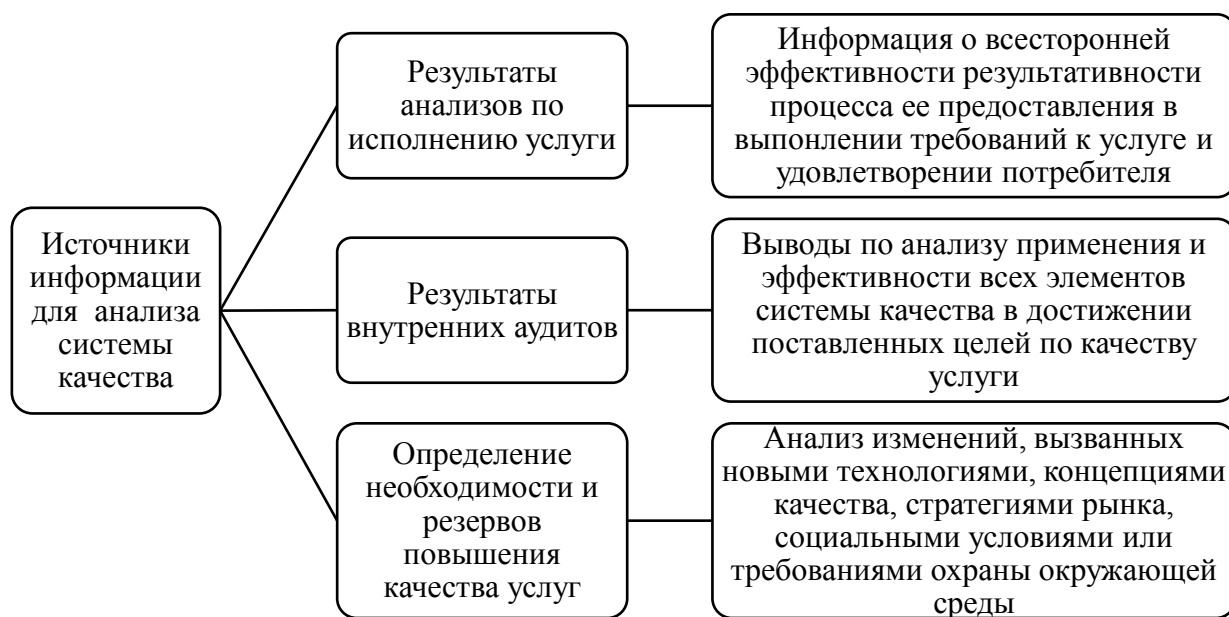 Источники
информации
для анализа
системы
качества
Результаты
анализов по
исполнению услуги
Информация о всесторонней
эффективности результативности
процесса ее предоставления в
выпонлении требований к услуге и
удовлетворении потребителя
Результаты
внутренних аудитов
Выводы по анализу применения и
эффективности всех элементов
системы качества в достижении
поставленных целей по качеству
услуги
Определение
необходимости и
резервов
повышения
качества услуг
Анализ изменений, вызванных
новыми технологиями, концепциями
качества, стратегиями рынка,
социальными условиями или
требованиями охраны окружающей
среды